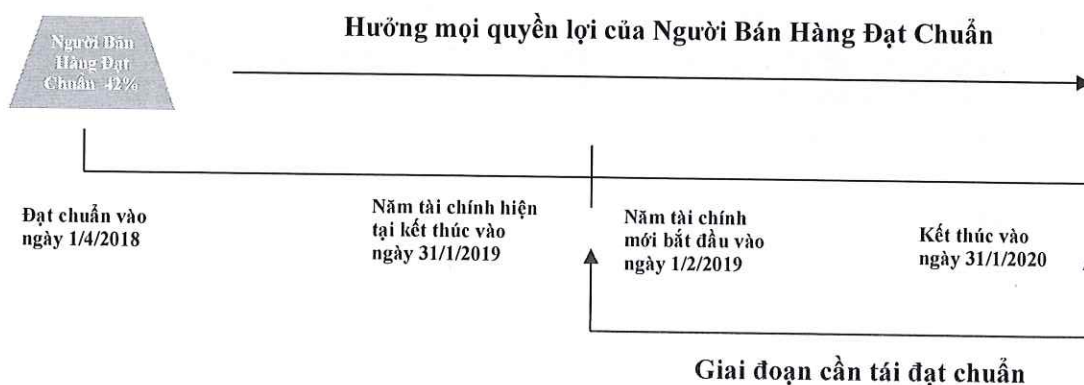 Người Bán
Hàng Đạt
Chuẩn 42%
Hưởng mọi quyền lợi của Người Bán Hàng Đạt Chuẩn
Đạt chuẩn vào
ngày 1/4/2018
Năm tài chính hiện
tại kết thúc vào
ngày 31/1/2019
Năm tài chính
mới bắt đầu vào
ngày 1/2/2019
Kết thúc vào
ngày 31/1/2020
Giai đoạn cần tái đạt chuẩn